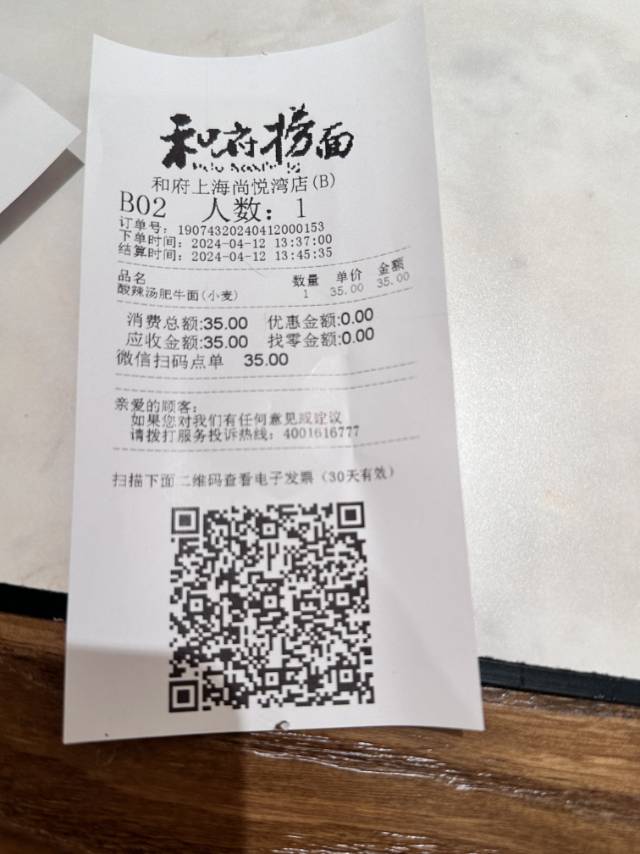 和府捞面
和府上海尚悦湾店(B)
B02 人数: 1
订单号: 19074320240412000153
下单时间: 2024-04-12 13:37:00
结算时间: 2024-04-12 13:45:35
品名 数量 单价 金额
酸辣汤肥牛面(小麦) 1 35.00 35.00
消费总额:35.00 优惠金额:0.00
应收金额:35.00 找零金额:0.00
微信扫码点单 35.00
亲爱的顾客:
如果您对我们有任何意见或建议
请拨打服务投诉热线: 4001616777
扫描下面二维码查看电子发票 (30天有效)